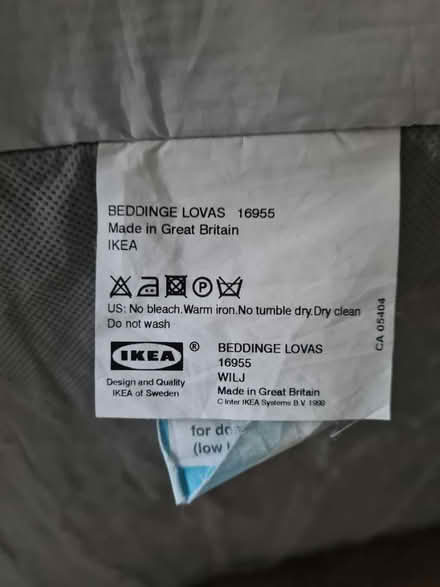 BEDDINGE LOVAS 16955
Made in Great Britain
IKEA
P
US: No bleach.Warm iron.No tumble dry.Dry clean
Do not wash
IKEA ®
Design and Quality
IKEA of Sweden
BEDDINGE LOVAS
16955
WILJ
Made in Great Britain
© Inter IKEA Systems B.V. 1999
CA 05404
for
(low